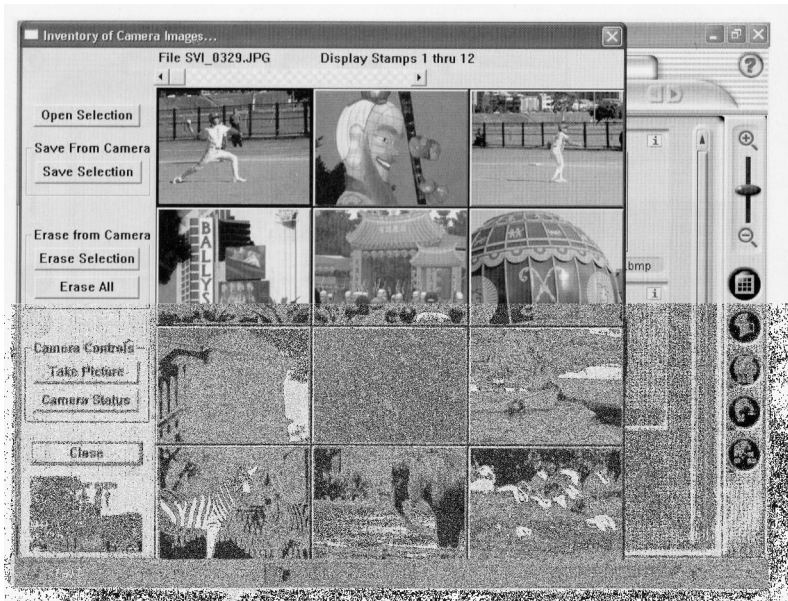 Inventory of Camera Images...
File SVI_0329.JPG Display Stamps 1 thru 12
Open Selection
Save From Camera
Save Selection
Erase from Camera
Erase Selection
Erase All
Camera Controls
Take Picture
Camera Status
Close
BALLYS
.bmp
i
i
?